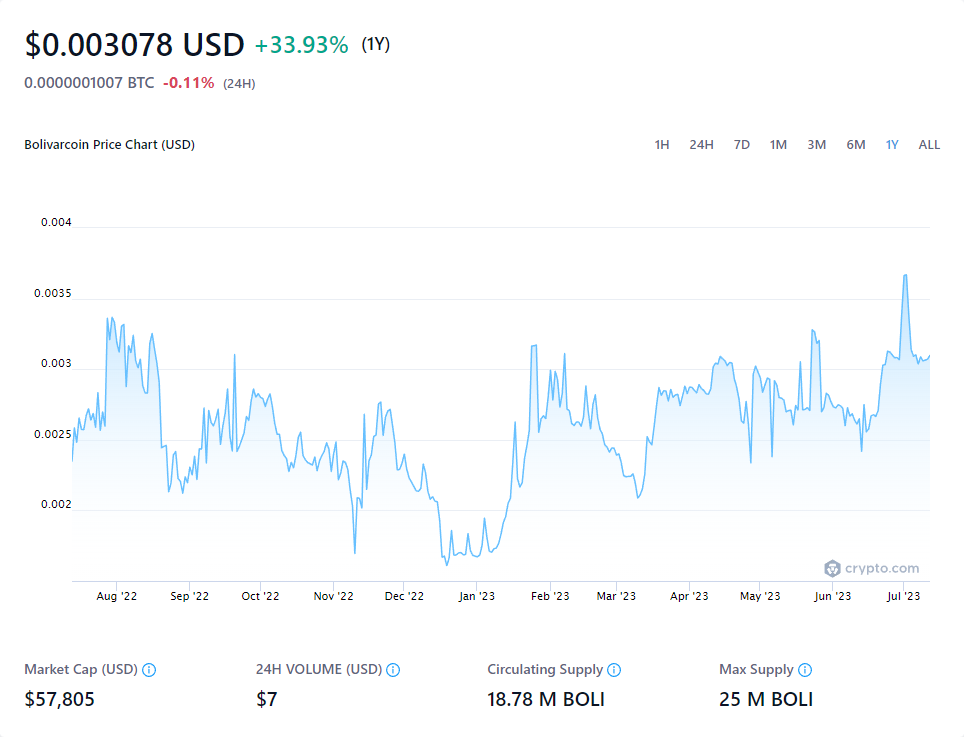 $0.003078 USD +33.93% (1Y)
0.0000001007 BTC -0.11% (24H)
Bolivarcoin Price Chart (USD) 1H 24H 7D 1M 3M 6M 1Y ALL
0.004
0.0035
0.003
0.0025
0.002
crypto.com
Aug '22 Sep '22 Oct '22 Nov '22 Dec '22 Jan '23 Feb '23 Mar '23 Apr '23 May '23 Jun '23 Jul '23
Market Cap (USD) 24H VOLUME (USD) Circulating Supply Max Supply
$57,805 $7 18.78 M BOLI 25 M BOLI